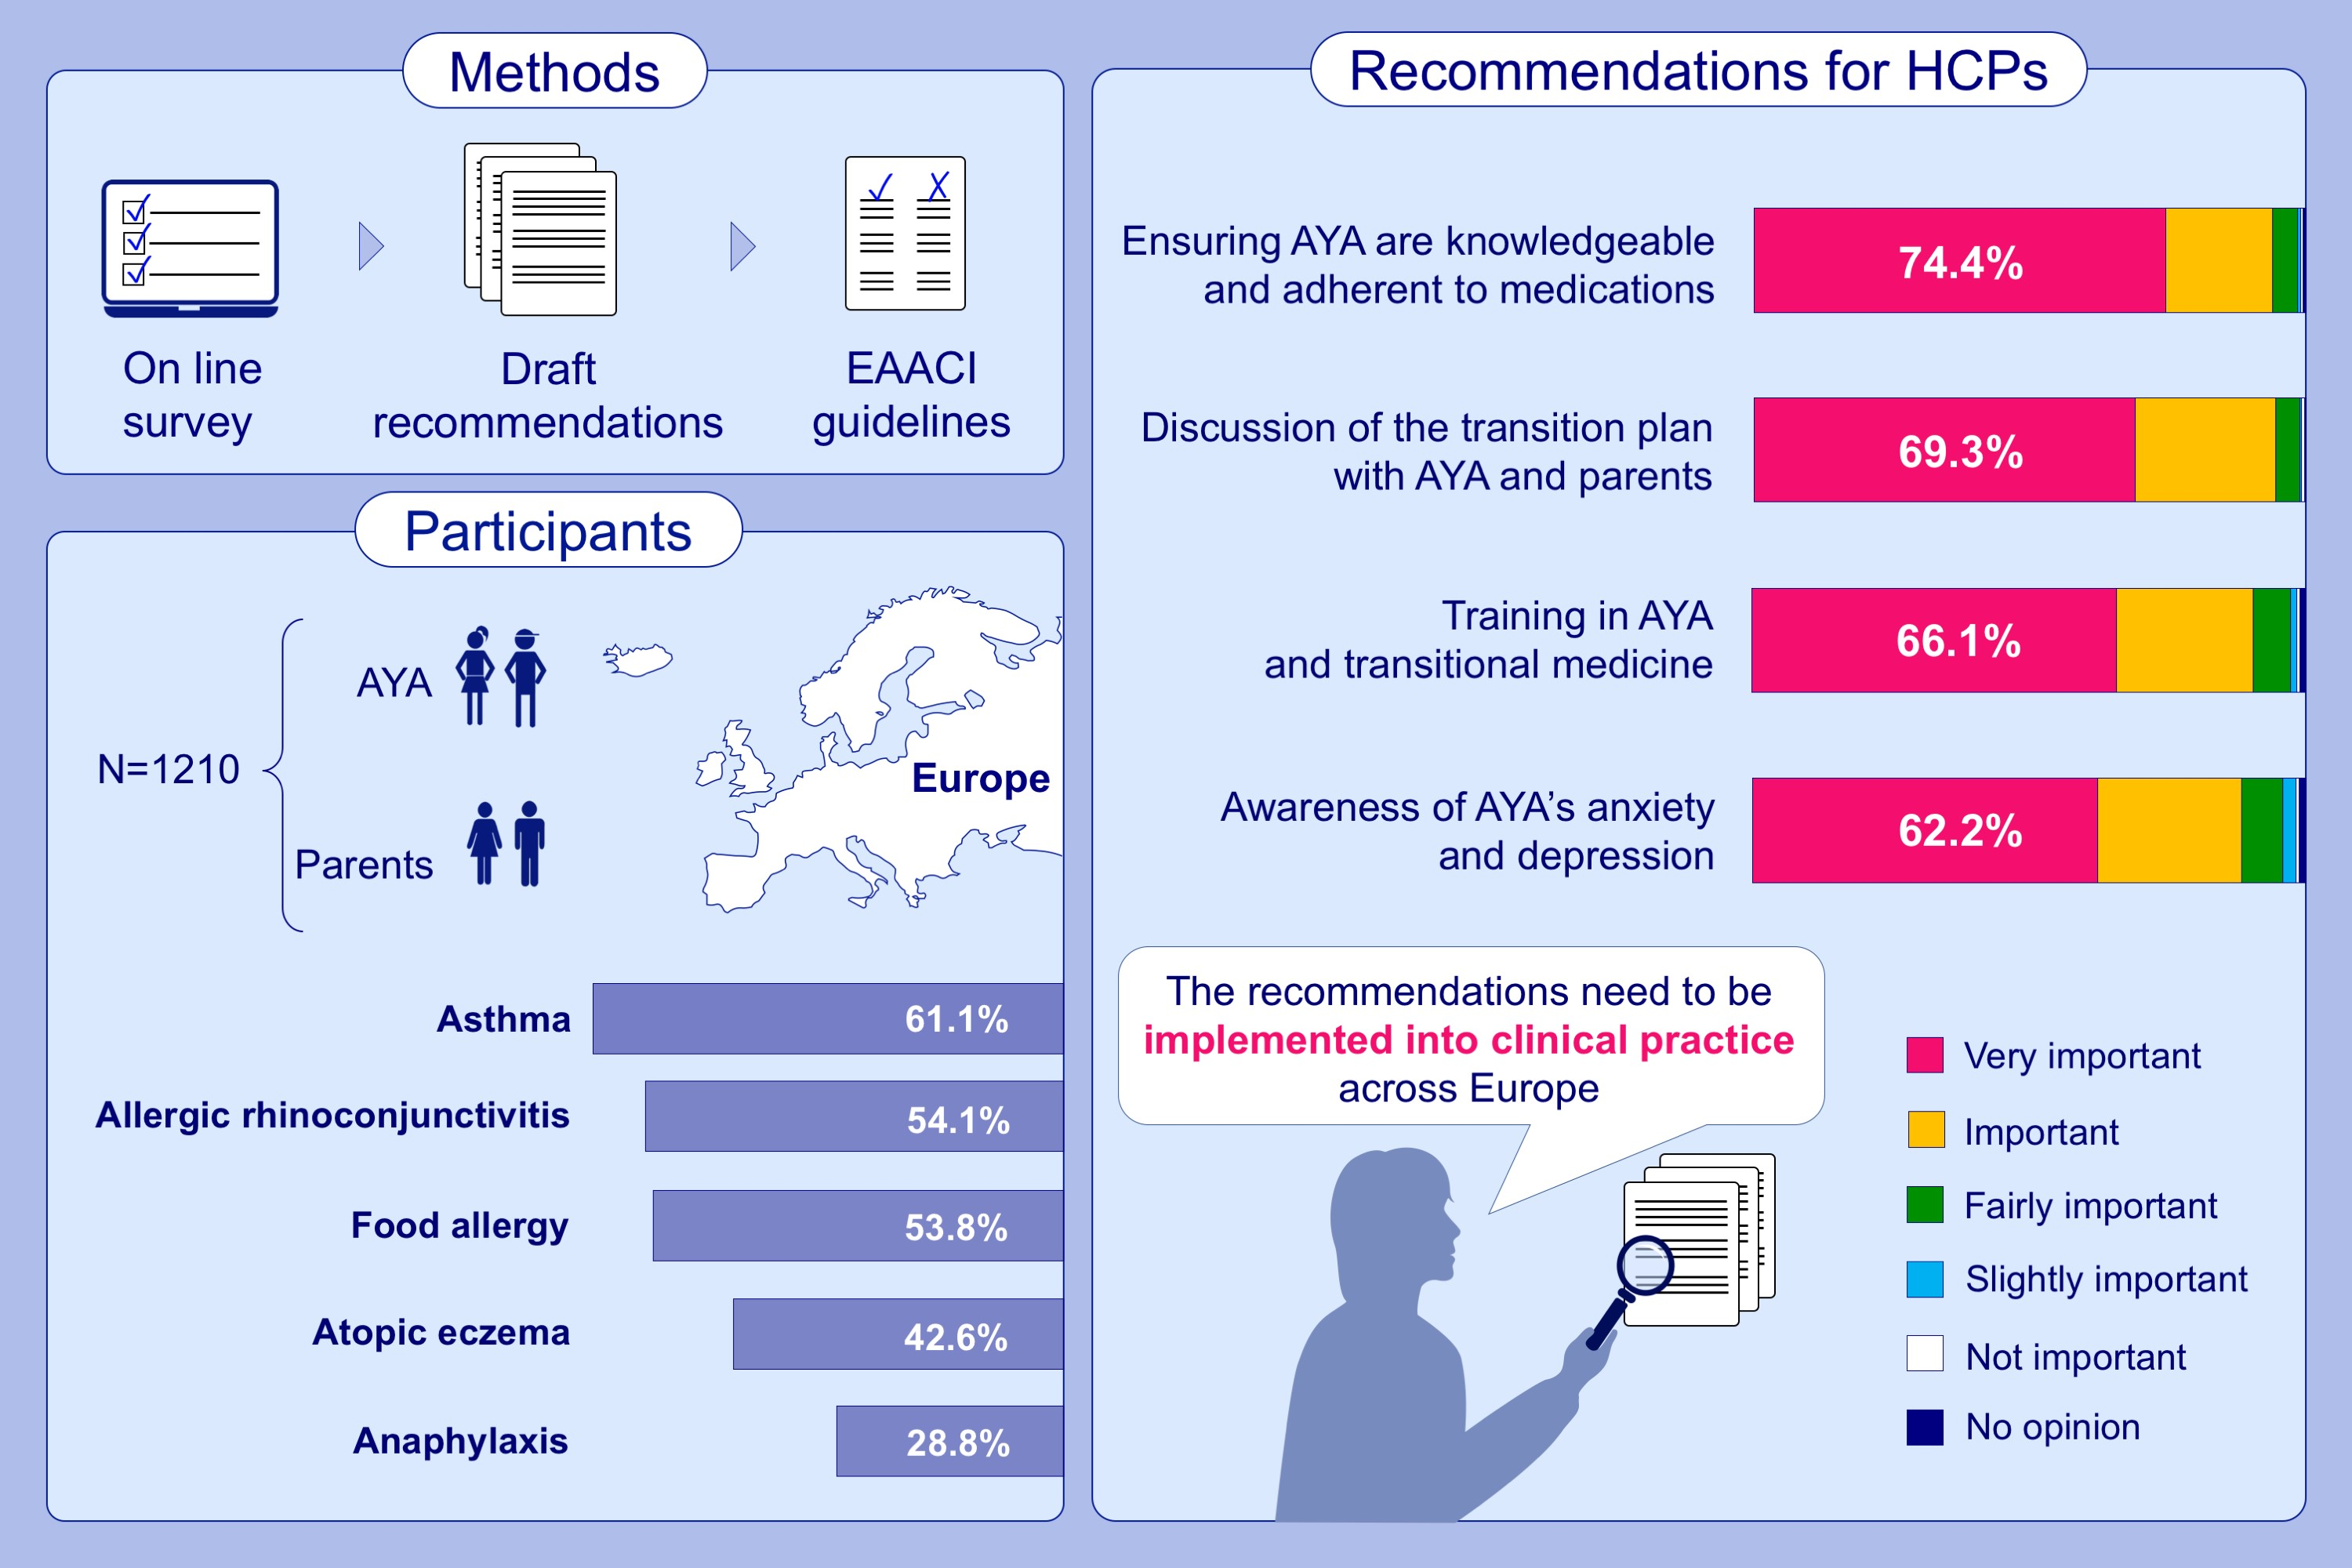 Methods
On line
survey
Draft
recommendations
EAACI
guidelines
Participants
N=1210
AYA
Parents
Europe
Asthma
61.1%
Allergic rhinoconjunctivitis
54.1%
Food allergy
53.8%
Atopic eczema
42.6%
Anaphylaxis
28.8%
Recommendations for HCPs
Ensuring AYA are knowledgeable
and adherent to medications
74.4%
Discussion of the transition plan
with AYA and parents
69.3%
Training in AYA
and transitional medicine
66.1%
Awareness of AYA’s anxiety
and depression
62.2%
The recommendations need to be
implemented into clinical practice
across Europe
Very important
Important
Fairly important
Slightly important
Not important
No opinion